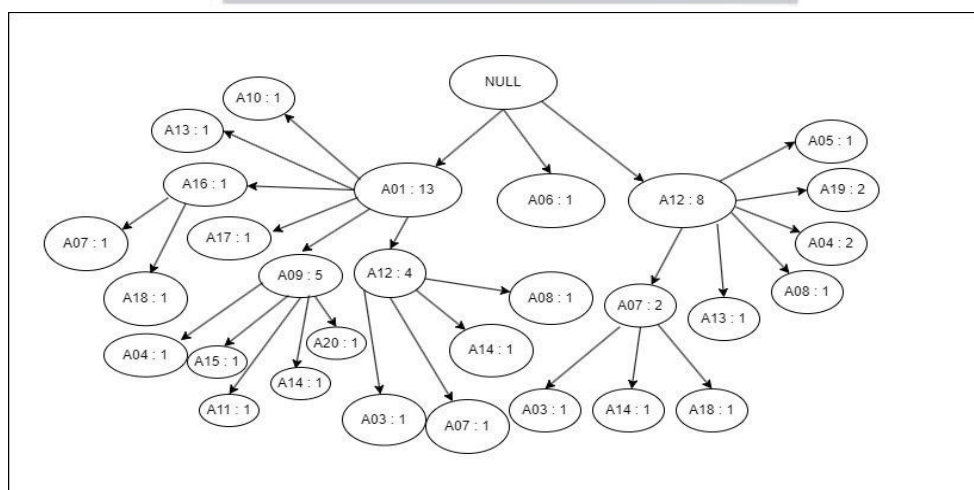 NULL
A10 : 1
A13 : 1
A05 : 1
A16 : 1
A01 : 13
A06 : 1
A12 : 8
A19 : 2
A07 : 1
A17 : 1
A04 : 2
A18 : 1
A09 : 5
A12 : 4
A08 : 1
A07 : 2
A13 : 1
A08 : 1
A04 : 1
A15 : 1
A20 : 1
A14 : 1
A14 : 1
A11 : 1
A03 : 1
A07 : 1
A03 : 1
A14 : 1
A18 : 1